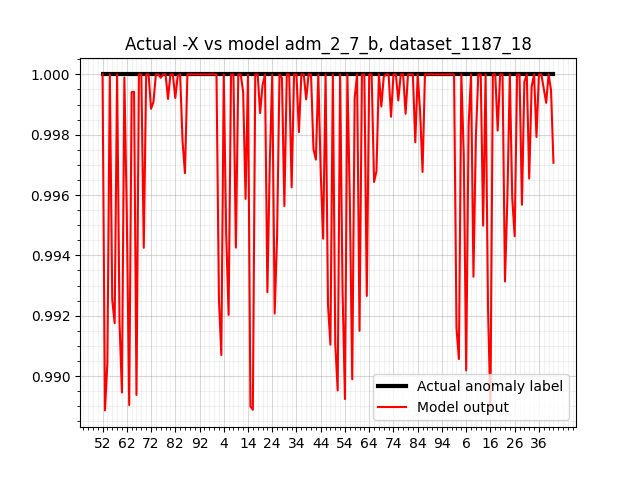 Actual -X vs model adm_2_7_b, dataset_1187_18
1.000
0.998
0.996
0.994
0.992
0.990
Actual anomaly label
Model output
52 62 72 82 92 4 14 24 34 44 54 64 74 84 94 6 16 26 36